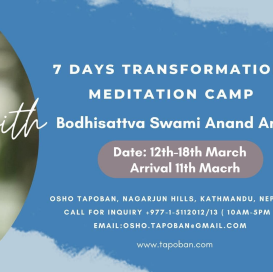 7 DAYS TRANSFORMATIO
MEDITATION CAMP
ith
Bodhisattva Swami Anand Ar
Date: 12th-18th March
Arrival 11th Macrh
OSHO TAPOBAN, NAGARJUN HILLS, KATHMANDU, NEP
CALL FOR INQUIRY +977-1-5112012/13 ( 10AM-5PM
EMAIL:OSHO.TAPOBAN@GMAIL.COM
www.tapoban.com